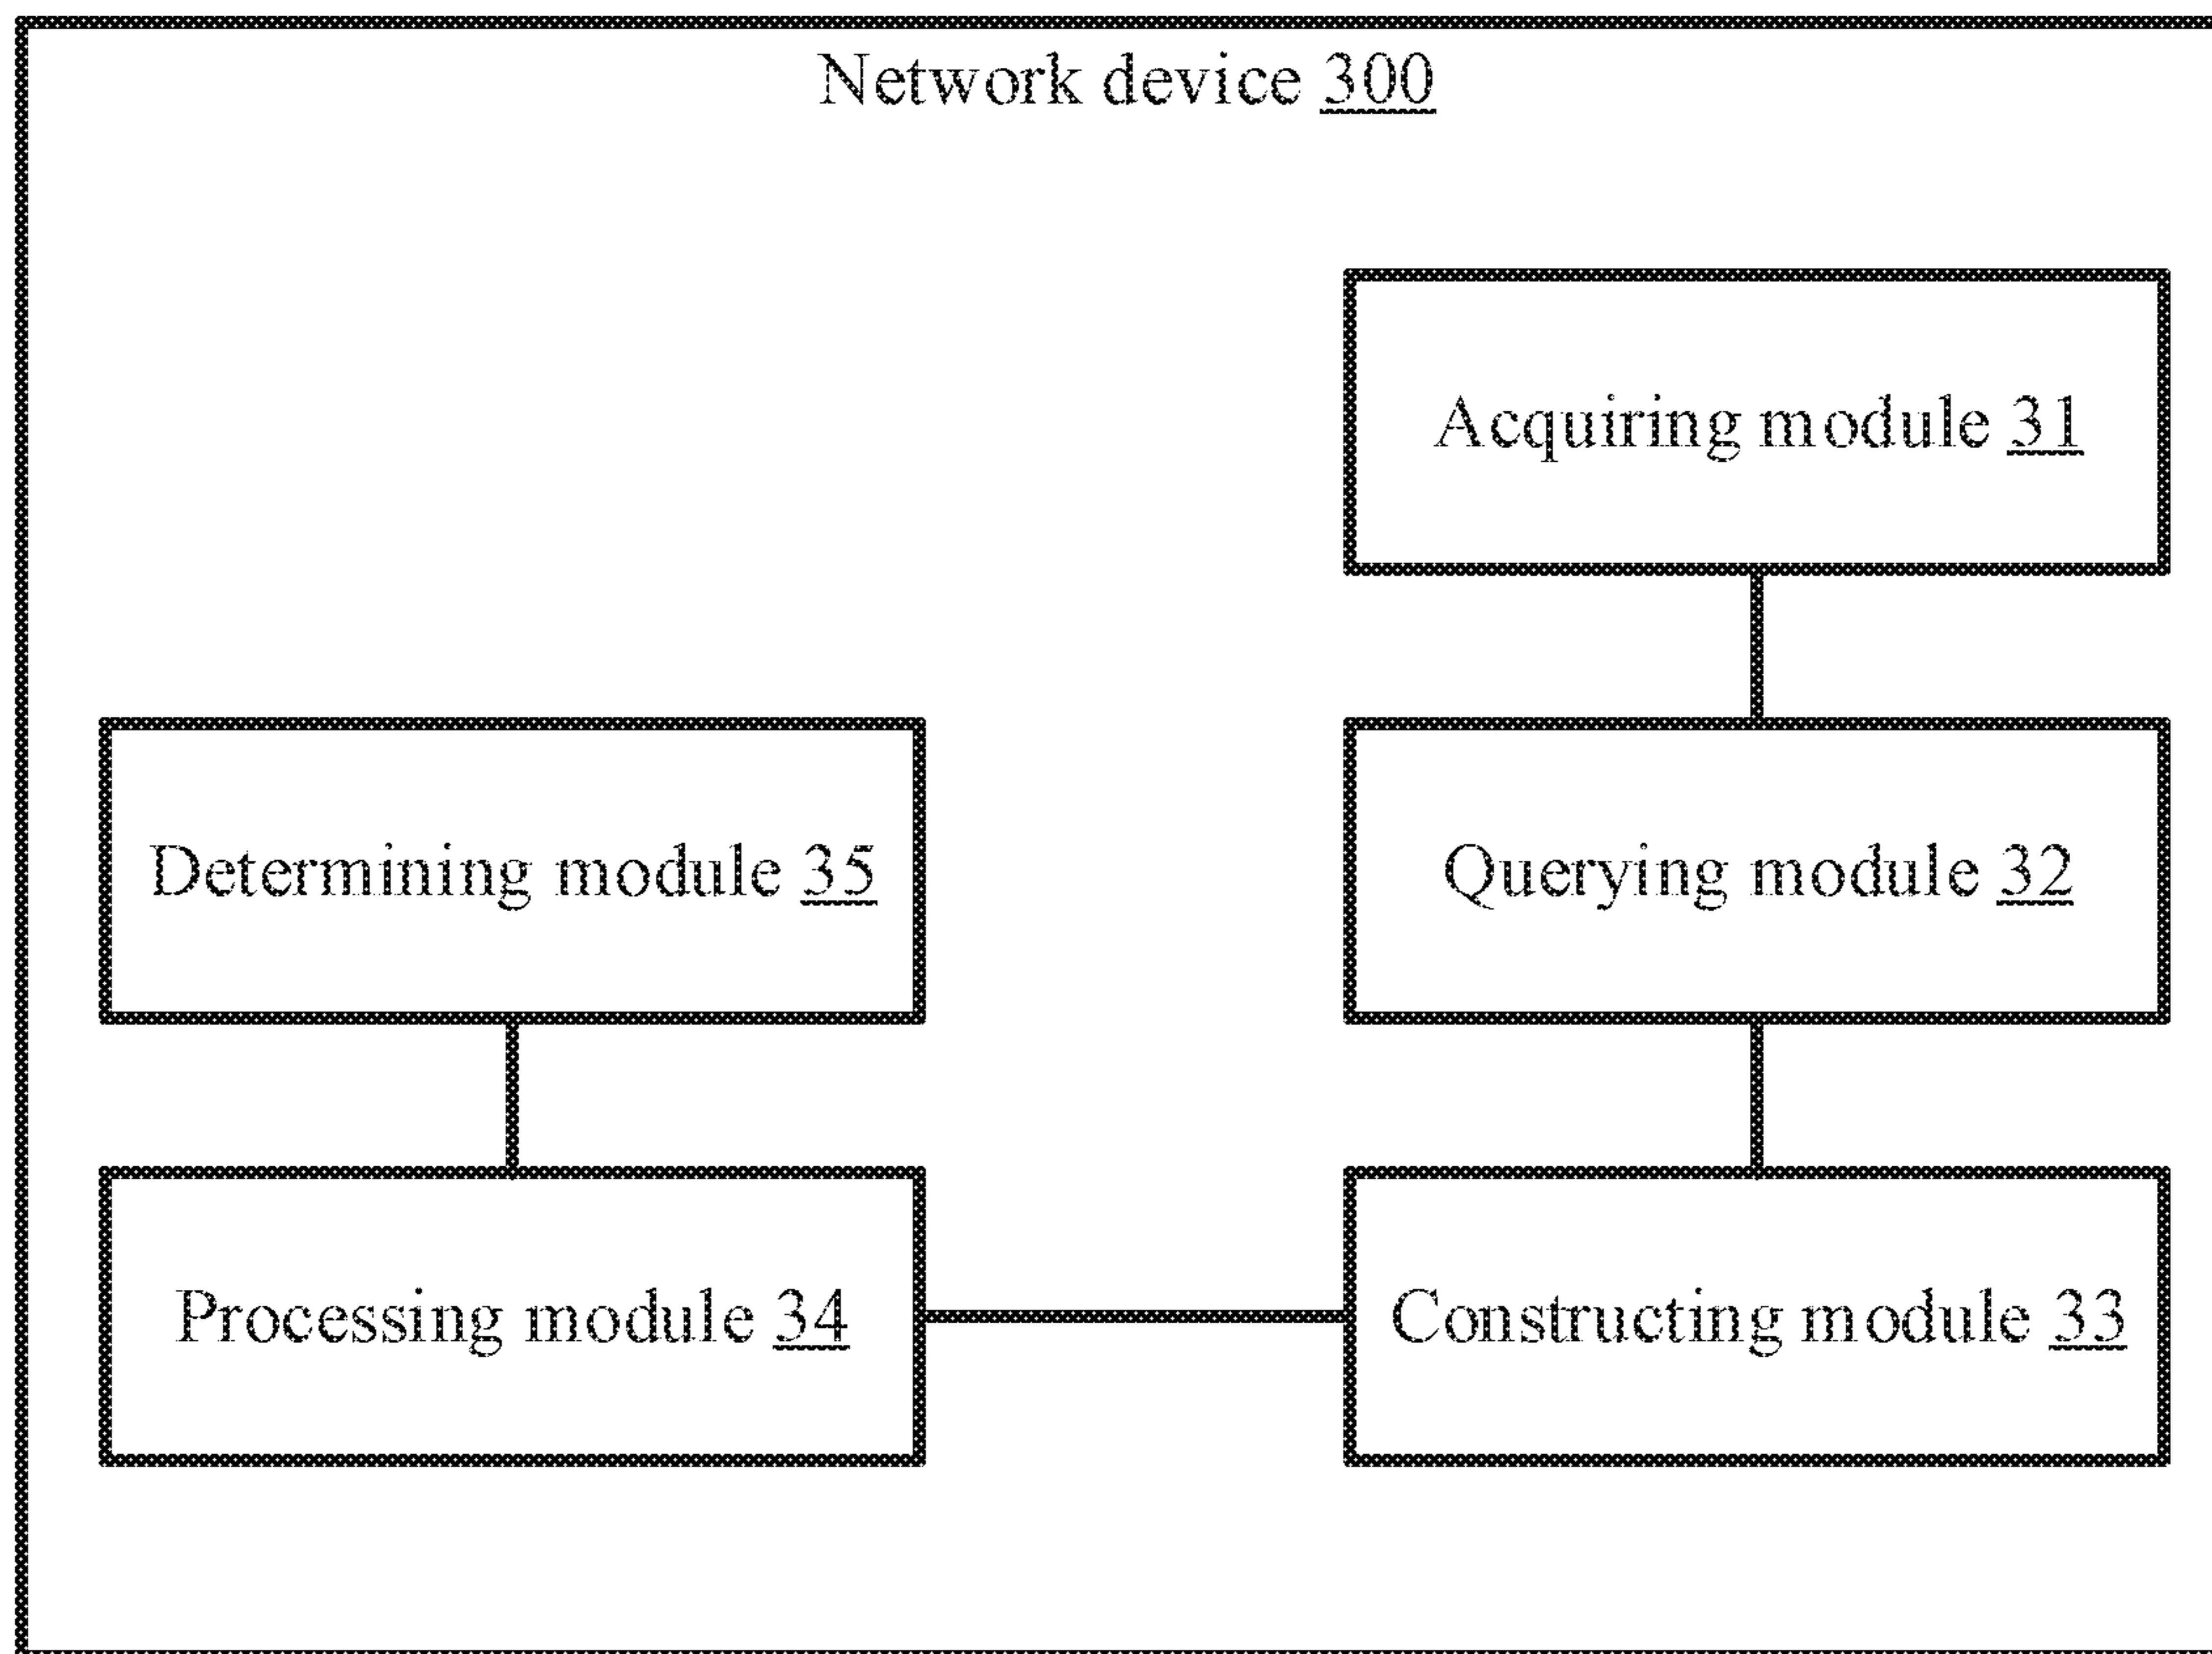 Network device 300
Acquiring module 31
Determining module 35
Querying module 32
Processing module 34
Constructing module 33